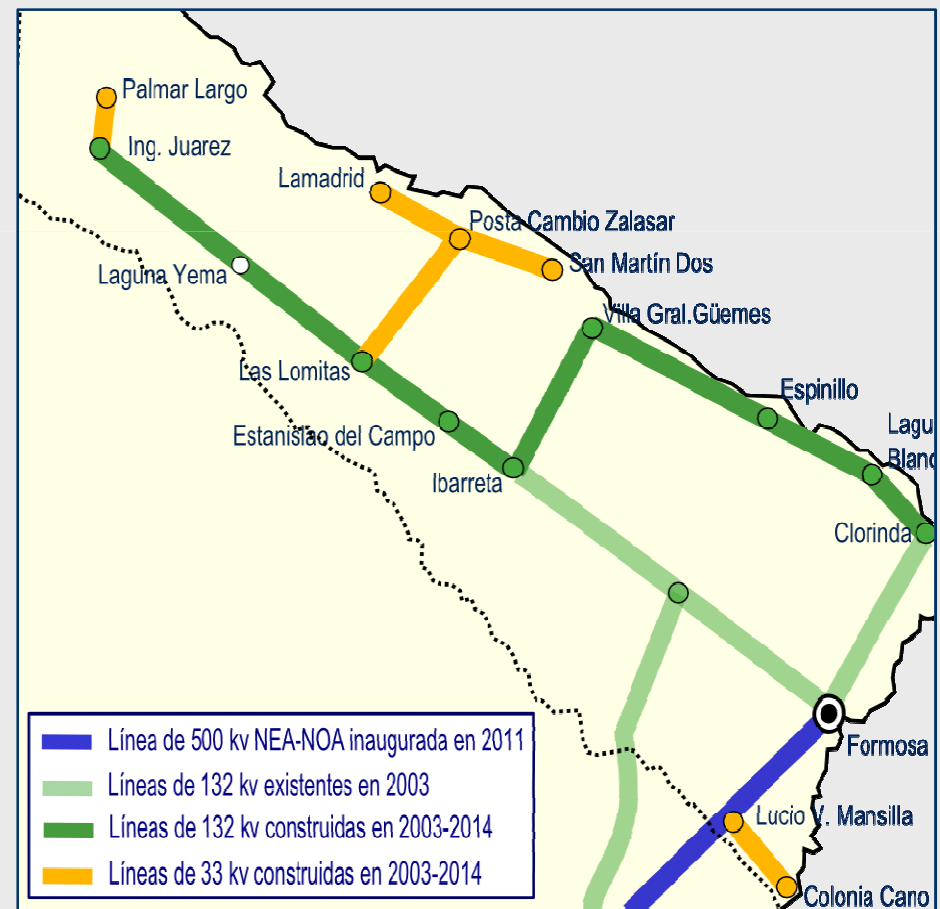 Palmar Largo
Ing. Juarez
Lamadrid
Posta Cambio Zalasar
San Martín Dos
Laguna Yema
Villa Gral.Güemes
Las Lomitas
Espinillo
Estanislao del Campo
Lagu
Blanc
Ibarreta
Clorinda
Formosa
Lucio V. Mansilla
Colonia Cano
Línea de 500 kv NEA-NOA inaugurada en 2011
Líneas de 132 kv existentes en 2003
Líneas de 132 kv construidas en 2003-2014
Líneas de 33 kv construidas en 2003-2014